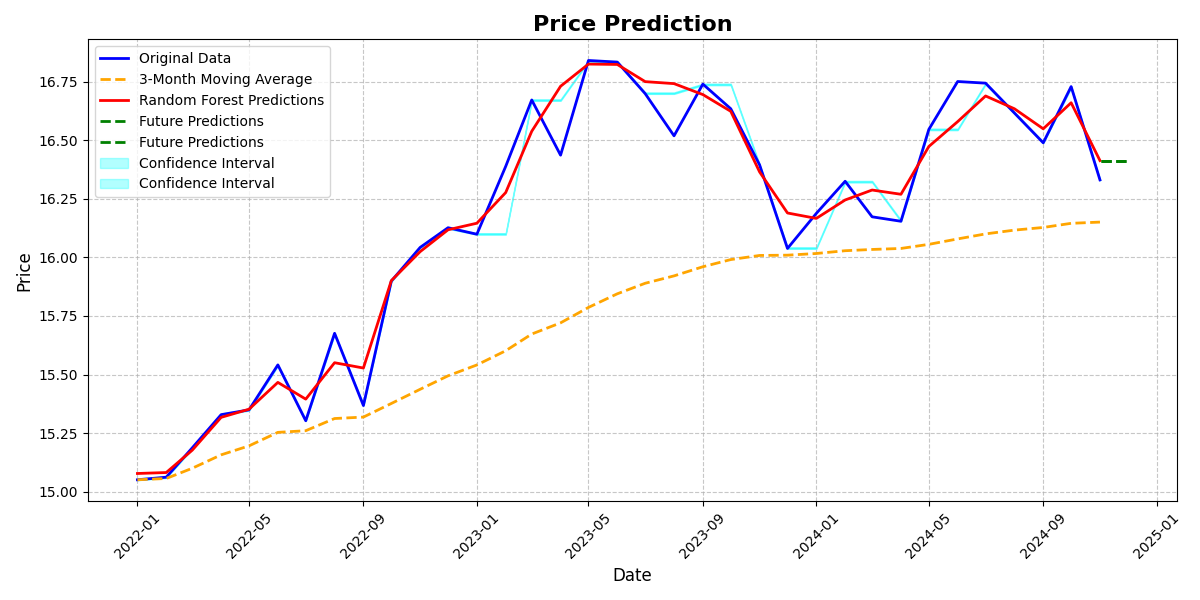 Price Prediction
Original Data
3-Month Moving Average
Random Forest Predictions
Future Predictions
Future Predictions
Confidence Interval
Confidence Interval
Price
16.75
16.50
16.25
16.00
15.75
15.50
15.25
15.00
2022-01
2022-05
2022-09
2023-01
2023-05
2023-09
2024-01
2024-05
2024-09
2025-01
Date